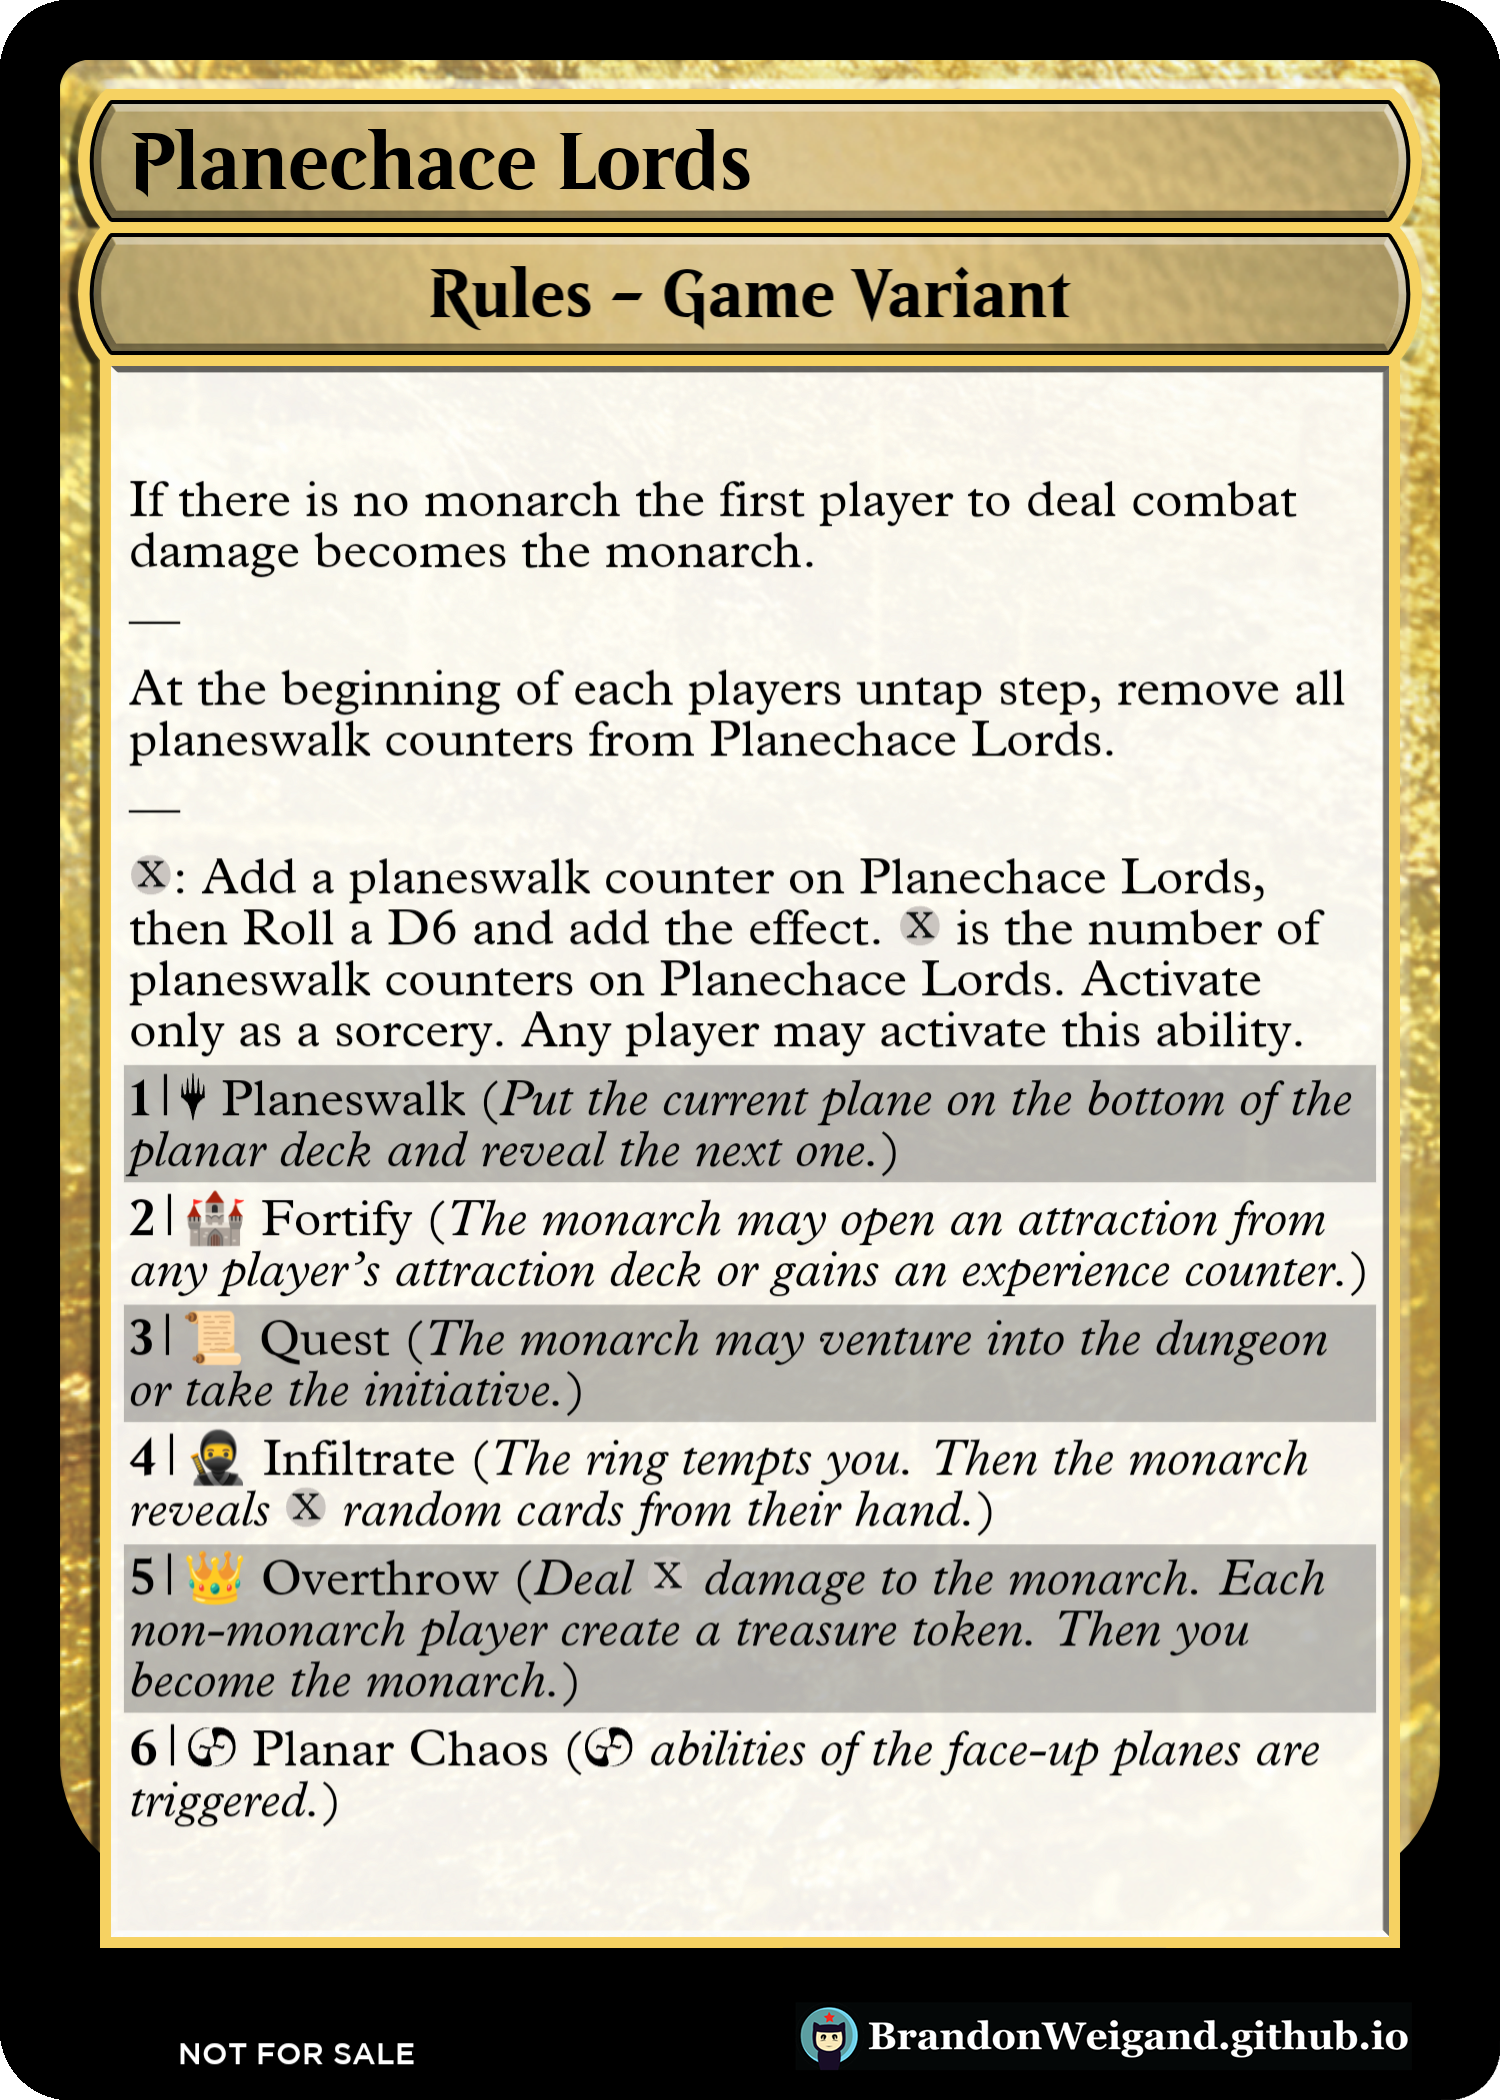 Planechace Lords
Rules – Game Variant
If there is no monarch the first player to deal combat
damage becomes the monarch.
—
At the beginning of each players untap step, remove all
planeswalk counters from Planechace Lords.
—
X: Add a planeswalk counter on Planechace Lords,
then Roll a D6 and add the effect. X is the number of
planeswalk counters on Planechace Lords. Activate
only as a sorcery. Any player may activate this ability.
1| Planeswalk (Put the current plane on the bottom of the
planar deck and reveal the next one.)
2|🏰 Fortify (The monarch may open an attraction from
any player’s attraction deck or gains an experience counter.)
3|📜 Quest (The monarch may venture into the dungeon
or take the initiative.)
4|🥷 Infiltrate (The ring tempts you. Then the monarch
reveals X random cards from their hand.)
5|👑 Overthrow (Deal X damage to the monarch. Each
non-monarch player create a treasure token. Then you
become the monarch.)
6| Planar Chaos ( abilities of the face-up planes are
triggered.)
NOT FOR SALE
BrandonWeigand.github.io